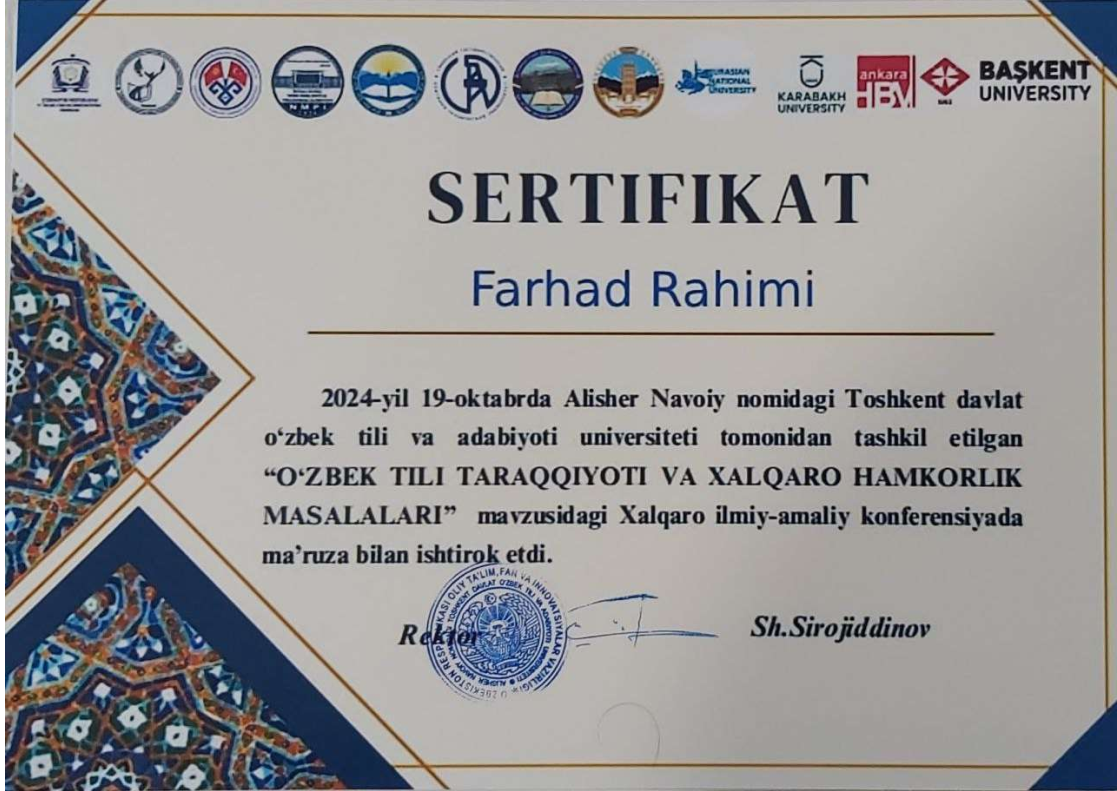 NMPI
EURASIAN
NATIONAL
UNIVERSITY
KARABAKH
UNIVERSITY
ankara
HBV
BAŞKENT
UNIVERSITY
SERTIFIKAT
Farhad Rahimi
2024-yil 19-oktabrda Alisher Navoiy nomidagi Toshkent davlat
o‘zbek tili va adabiyoti universiteti tomonidan tashkil etilgan
“O‘ZBEK TILI TARAQQIYOTI VA XALQARO HAMKORLIK
MASALALARI” mavzusidagi Xalqaro ilmiy-amaliy konferensiyada
ma’ruza bilan ishtirok etdi.
Rektor
Sh.Sirojiddinov